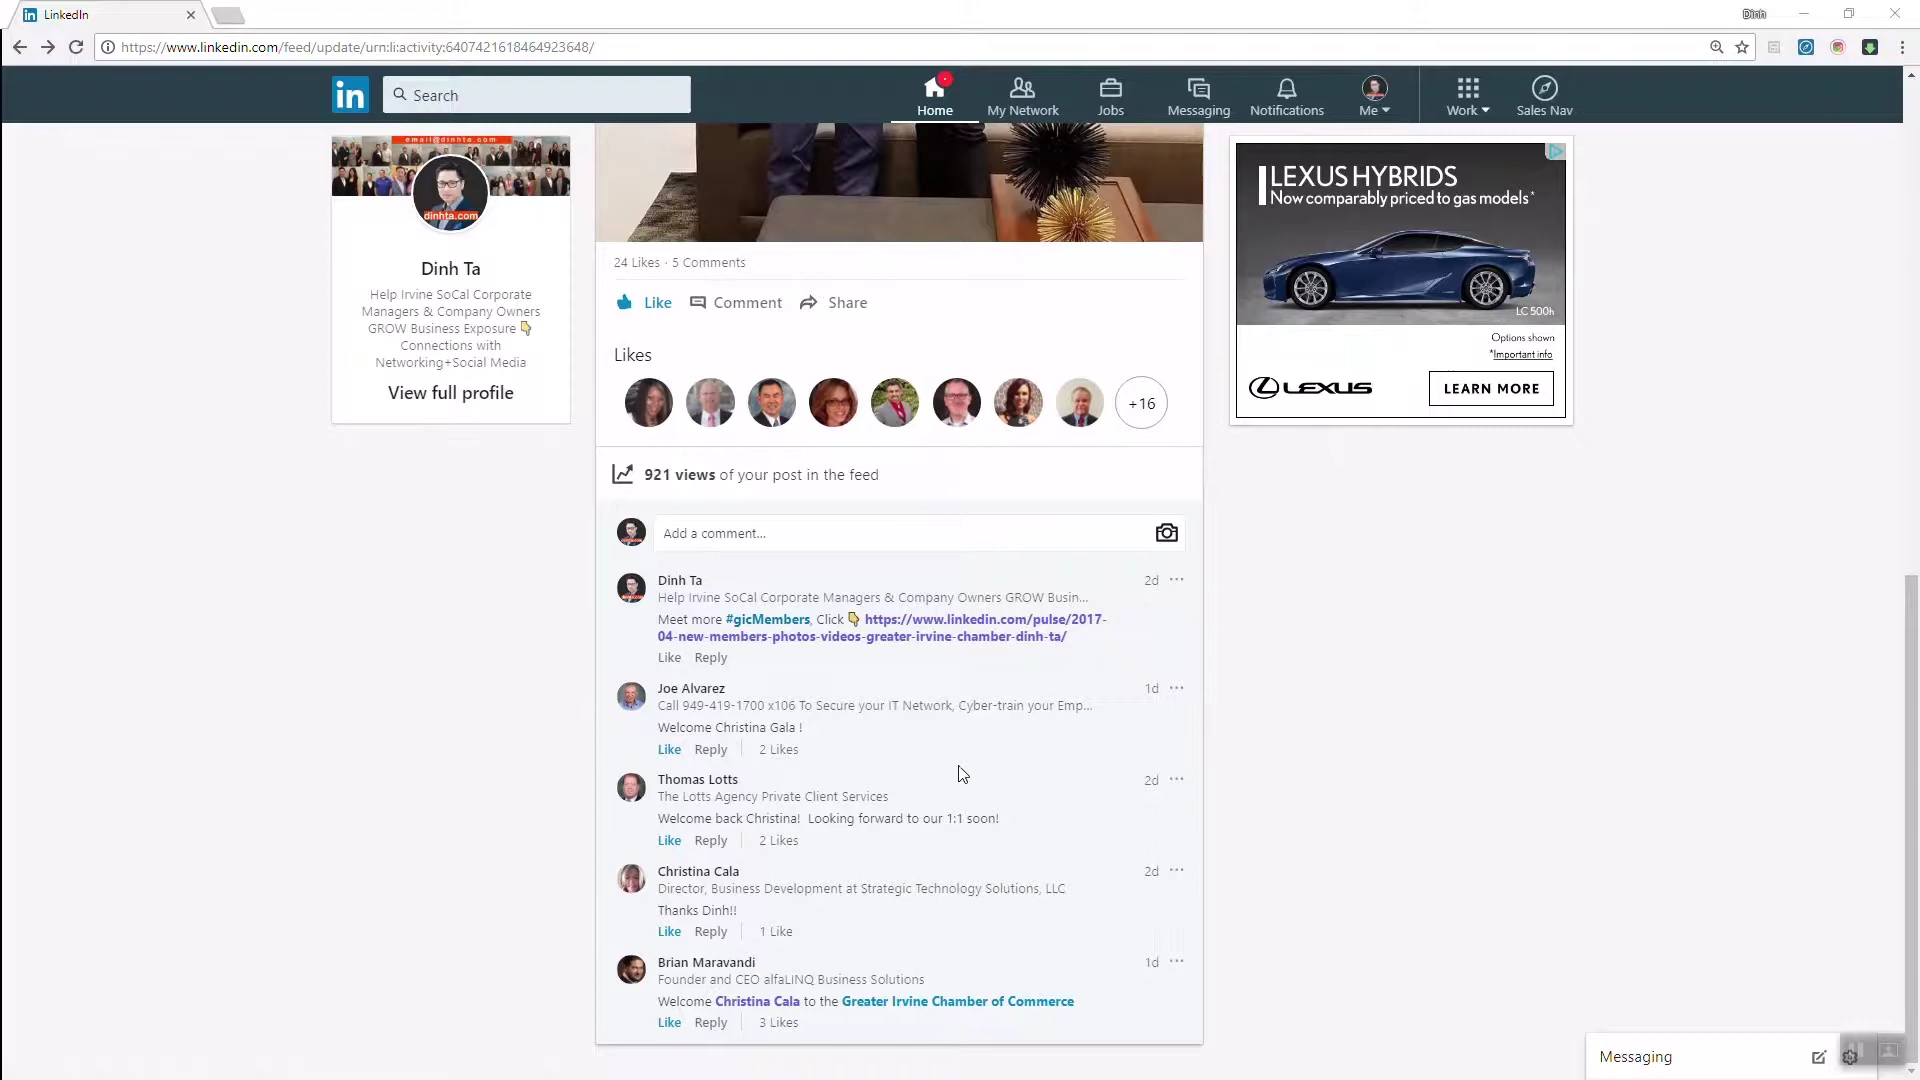 LinkedIn
Dinh
https://www.linkedin.com/feed/update/urn:li:activity:6407421618464923648/
in
Search
Home
My Network
Jobs
Messaging
Notifications
Me
Work
Sales Nav
email@dinhta.com
dinhta.com
Dinh Ta
Help Irvine SoCal Corporate
Managers & Company Owners
GROW Business Exposure
Connections with
Networking+Social Media
View full profile
24 Likes · 5 Comments
Like
Comment
Share
Likes
+16
921 views of your post in the feed
Add a comment...
Dinh Ta
2d
Help Irvine SoCal Corporate Managers & Company Owners GROW Busin...
Meet more #gicMembers, Click 👇 https://www.linkedin.com/pulse/2017-
04-new-members-photos-videos-greater-irvine-chamber-dinh-ta/
Like Reply
Joe Alvarez
1d
Call 949-419-1700 x106 To Secure your IT Network, Cyber-train your Emp...
Welcome Christina Gala !
Like Reply 2 Likes
Thomas Lotts
2d
The Lotts Agency Private Client Services
Welcome back Christina! Looking forward to our 1:1 soon!
Like Reply 2 Likes
Christina Cala
2d
Director, Business Development at Strategic Technology Solutions, LLC
Thanks Dinh!!
Like Reply 1 Like
Brian Maravandi
1d
Founder and CEO alfaLINQ Business Solutions
Welcome Christina Cala to the Greater Irvine Chamber of Commerce
Like Reply 3 Likes
LEXUS HYBRIDS
Now comparably priced to gas models*
LC 500h
Options shown
*Important info
LEXUS
LEARN MORE
Messaging